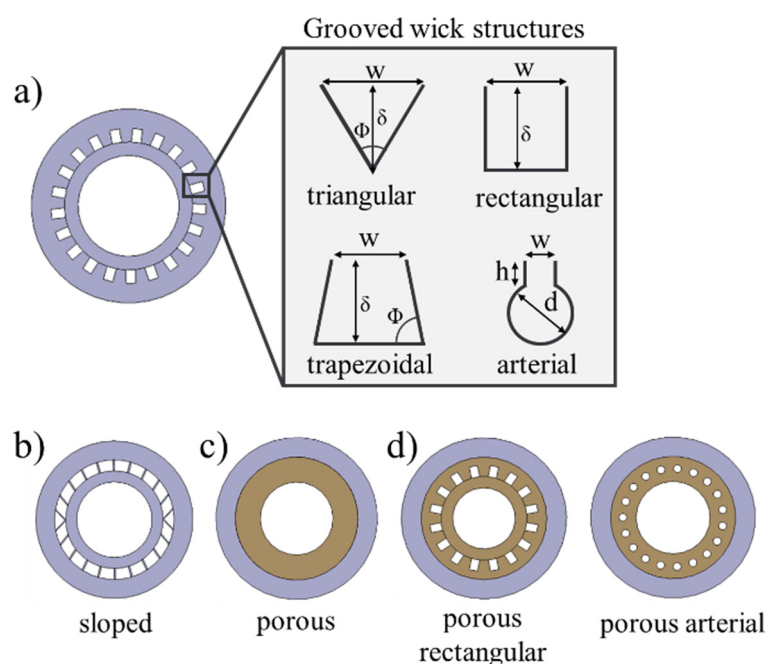 Grooved wick structures
a)
w
δ
Φ
triangular
w
δ
rectangular
w
δ
Φ
trapezoidal
w
h
d
arterial
b)
sloped
c)
porous
d)
porous
rectangular
porous arterial